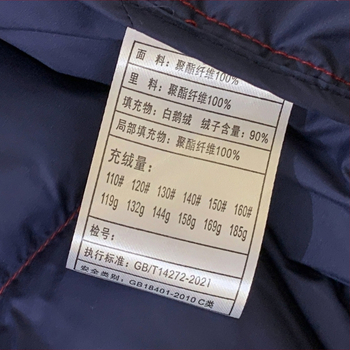 面 料：聚酯纤维100%
里 料：聚酯纤维100%
填充物：白鹅绒 绒子含量：90%
局部填充物：聚酯纤维100%
充绒量：
110# 120# 130# 140# 150# 160#
119g 132g 144g 158g 169g 185g
检号：
执行标准：GB/T14272-2021
安全类别：GB18401-2010 C类